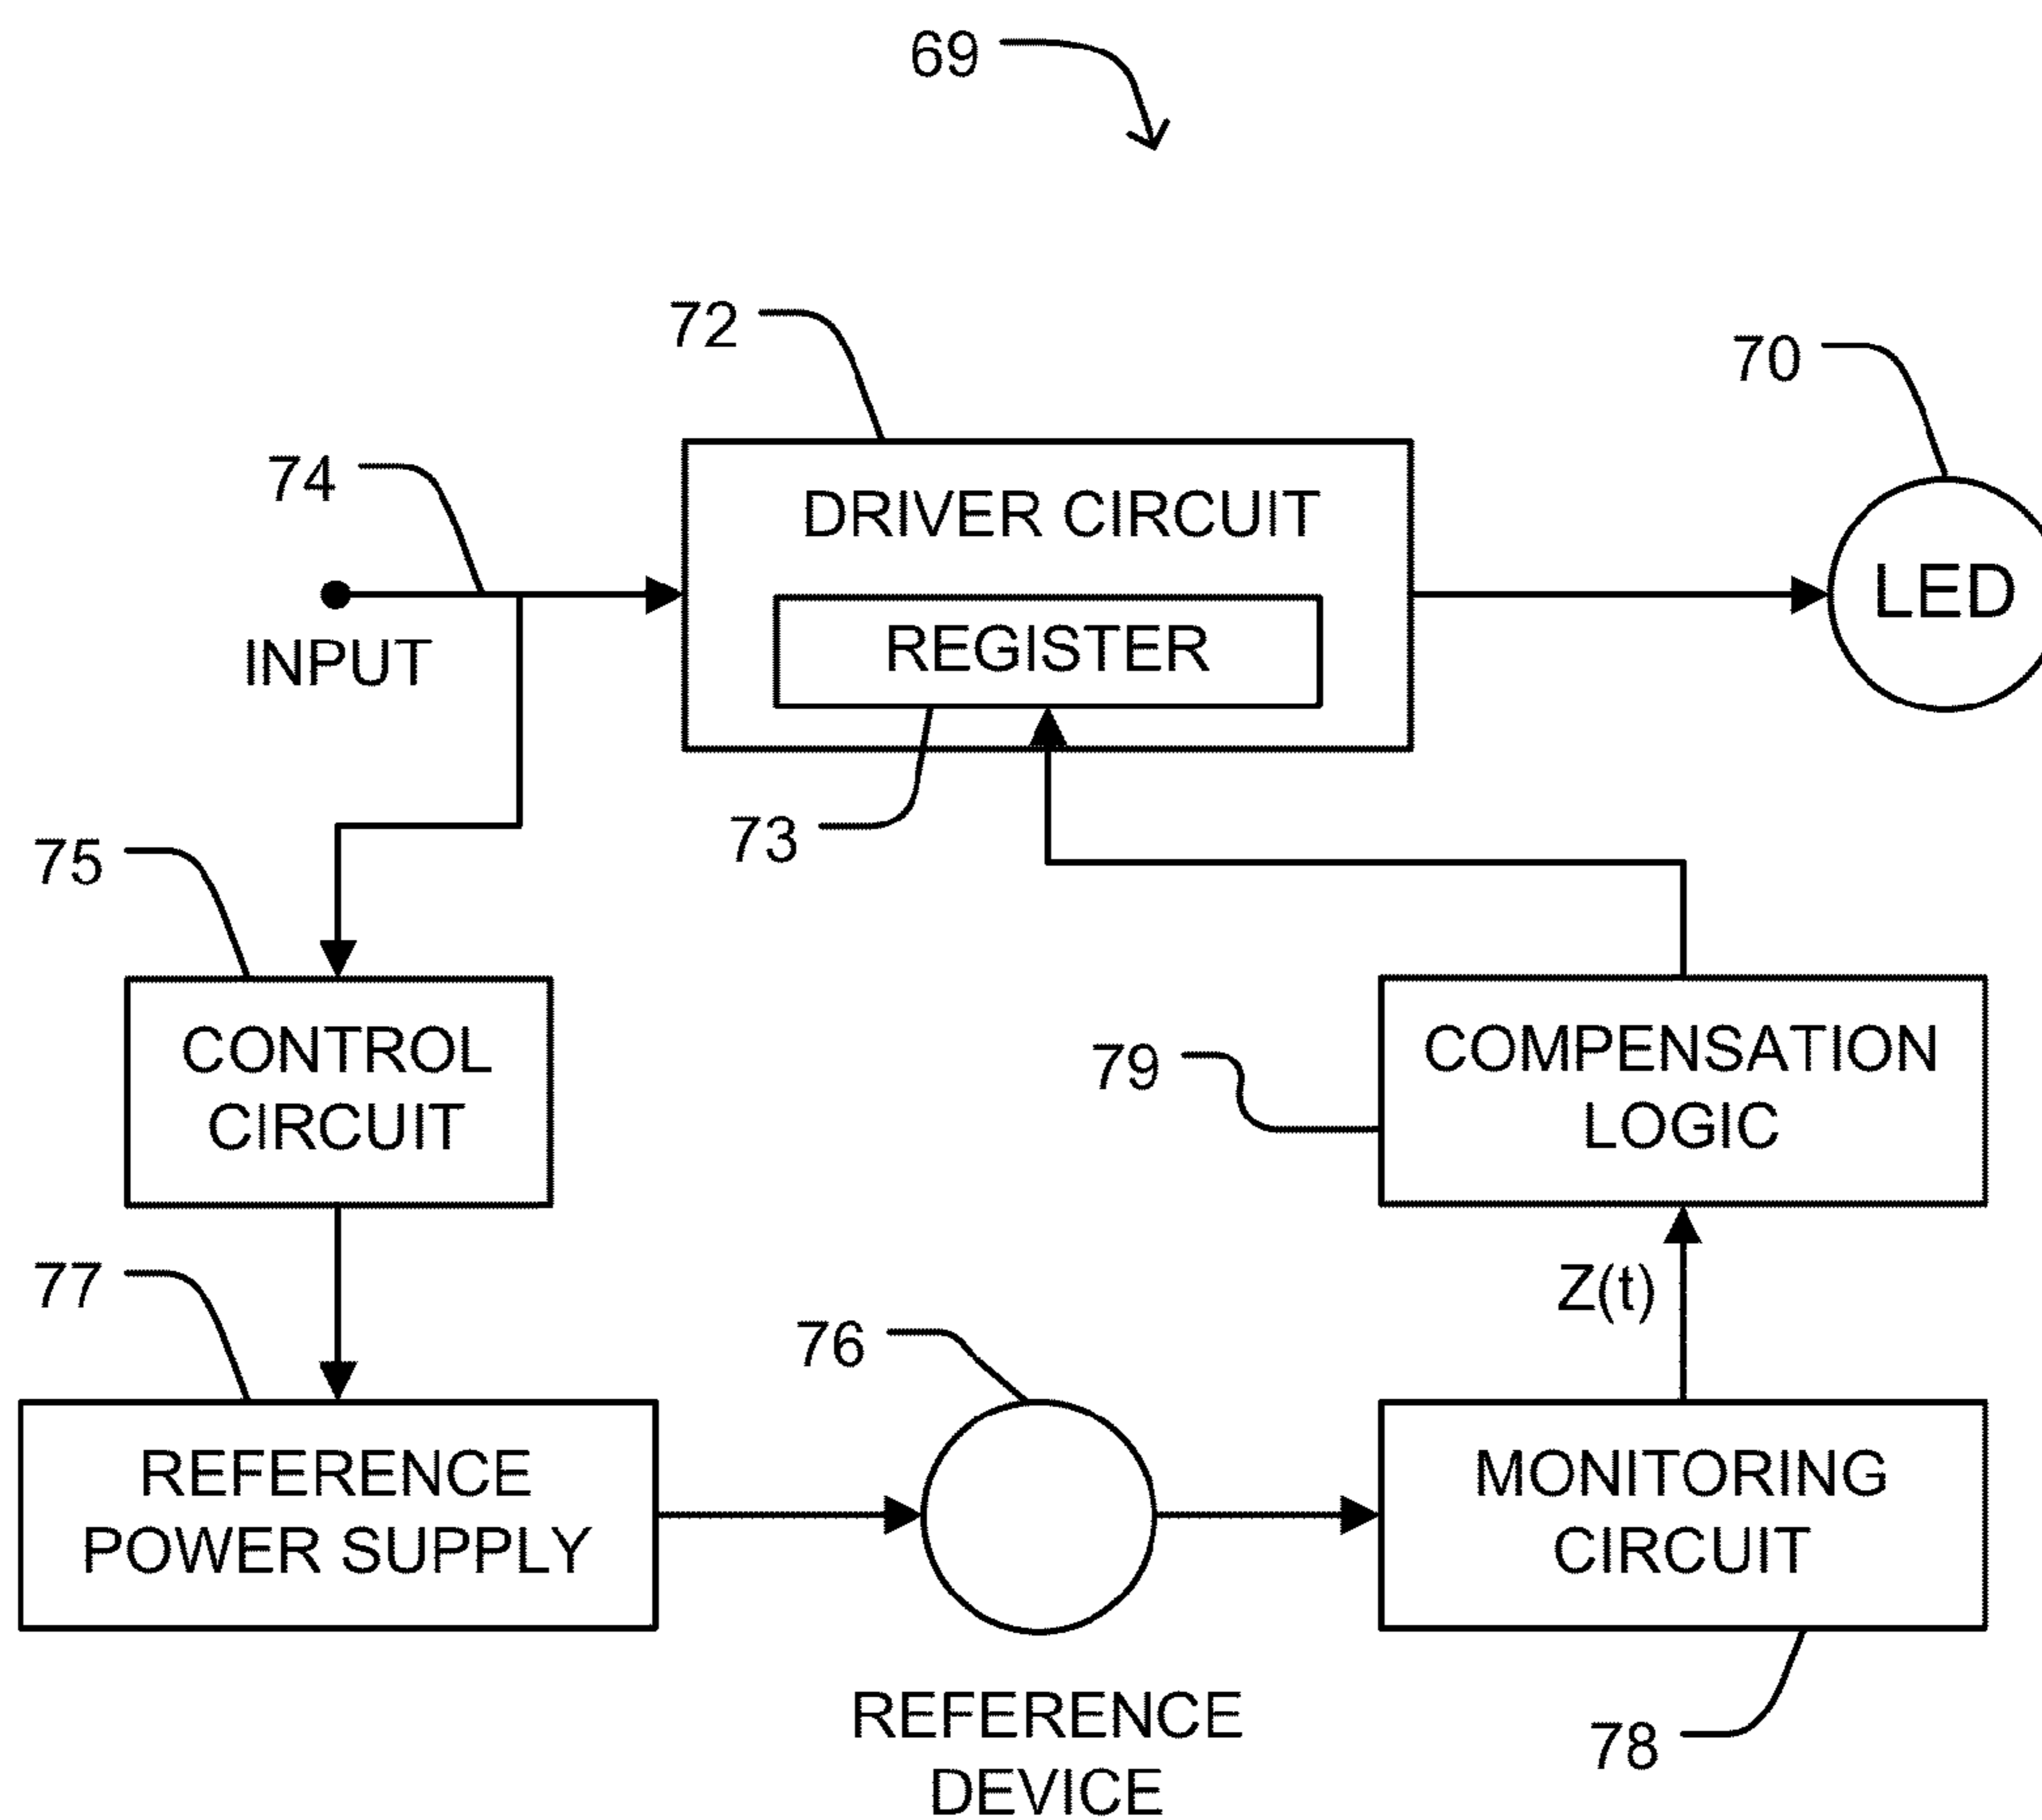 69
72
70
74
DRIVER CIRCUIT
LED
REGISTER
INPUT
73
75
CONTROL
CIRCUIT
79
COMPENSATION
LOGIC
77
76
Z(t)
REFERENCE
POWER SUPPLY
MONITORING
CIRCUIT
REFERENCE
DEVICE
78